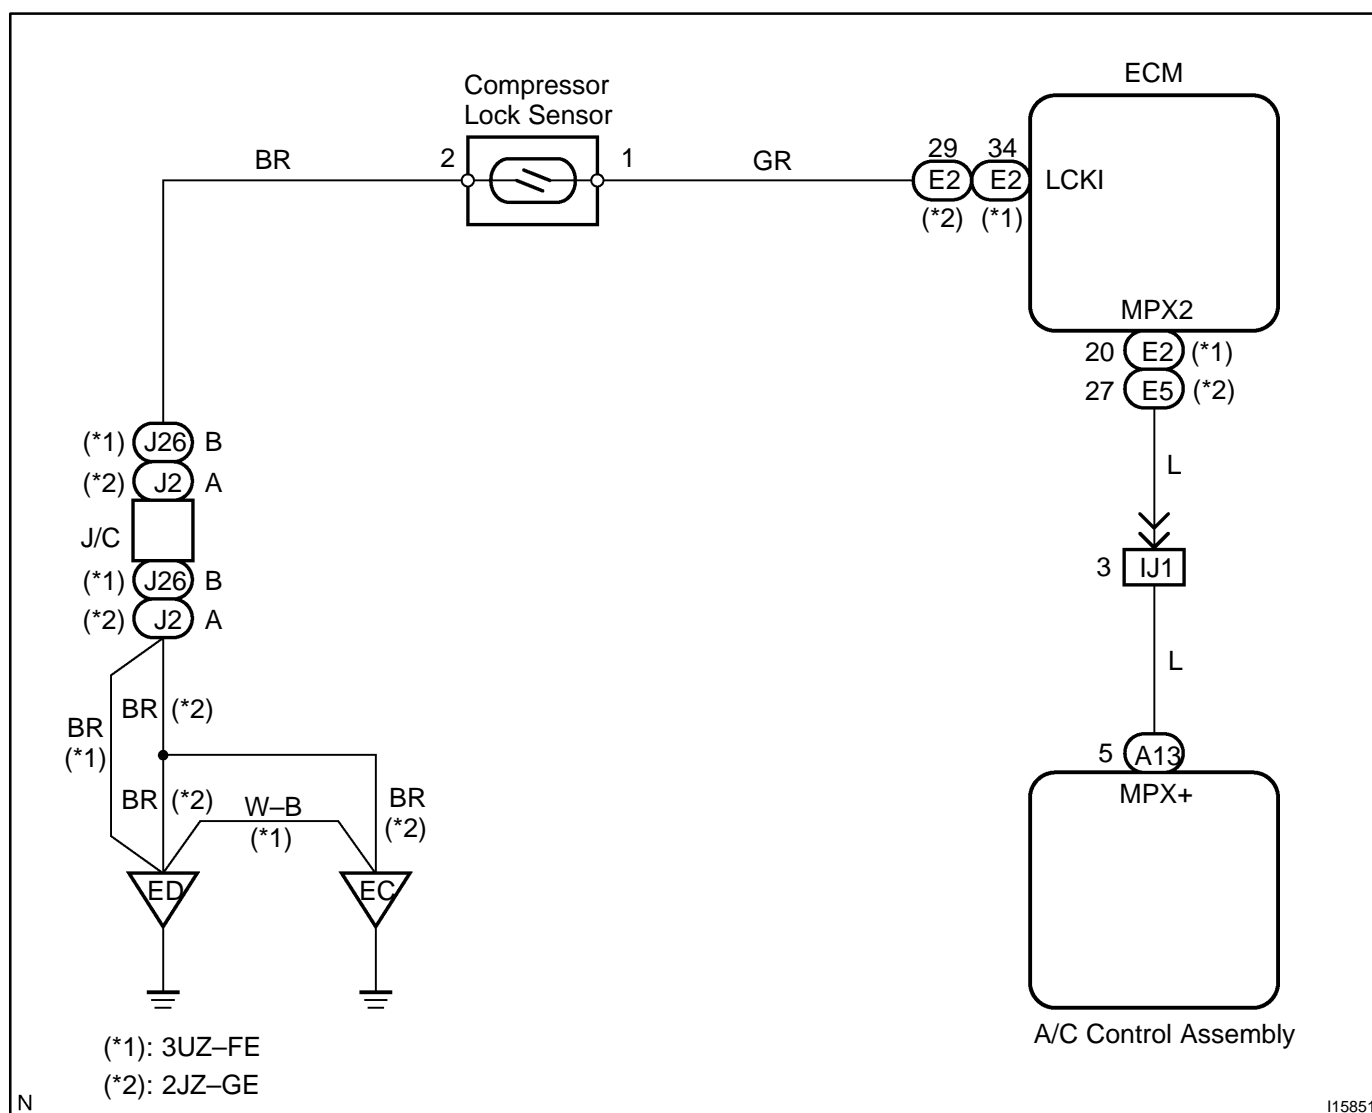 ECM
Compressor
Lock Sensor
BR
2
1
GR
29
34
E2
E2
LCKI
(*2)
(*1)
MPX2
20
E2
(*1)
27
E5
(*2)
L
(*1)
J26
B
(*2)
J2
A
J/C
(*1)
J26
B
(*2)
J2
A
3
IJ1
L
BR
(*1)
BR
(*2)
5
A13
MPX+
BR
(*2)
W–B
(*1)
BR
(*2)
ED
EC
A/C Control Assembly
(*1): 3UZ–FE
(*2): 2JZ–GE
N
I15851